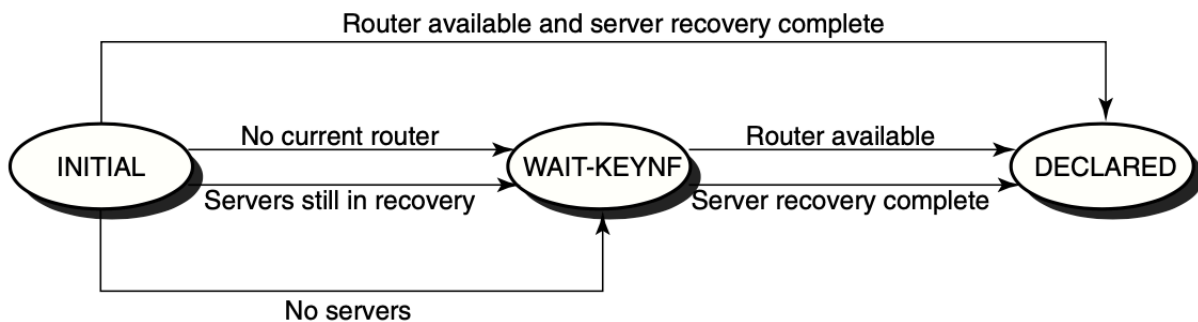 Router available and server recovery complete
No current router
Router available
INITIAL
WAIT-KEYNF
DECLARED
Servers still in recovery
Server recovery complete
No servers